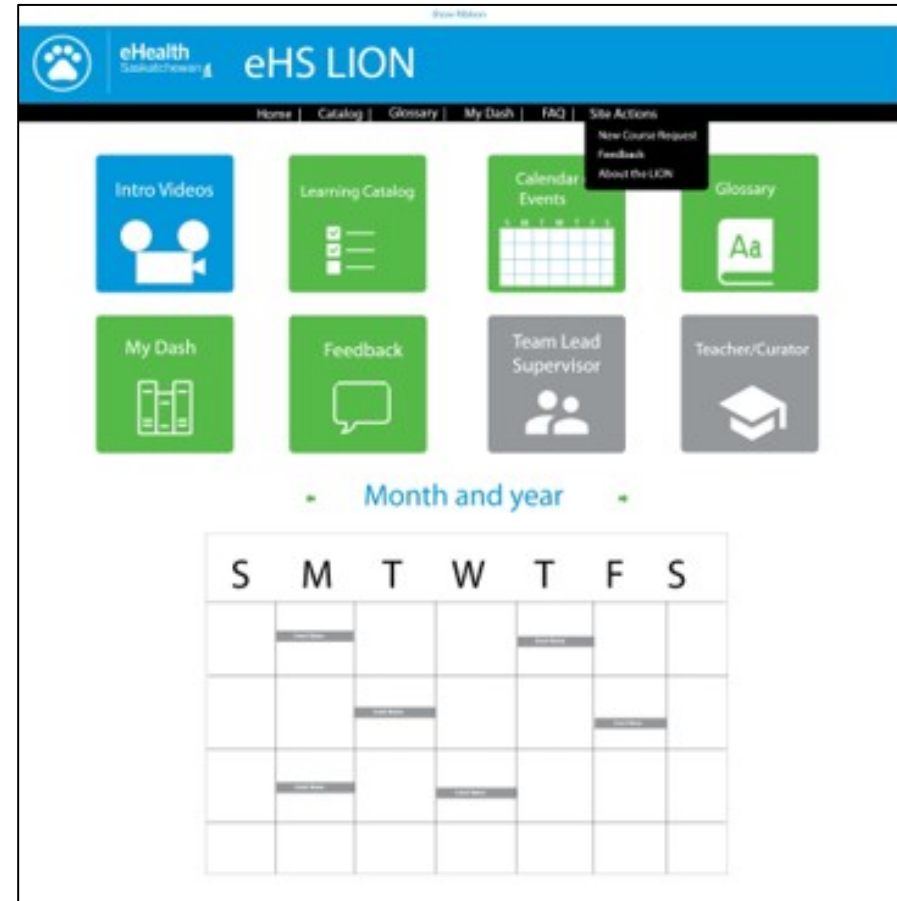 Show Ribbon
eHealth
Saskatchewan
eHS LION
Home | Catalog | Glossary | My Dash | FAQ | Site Actions
New Course Request
Feedback
About the LION
Intro Videos
Learning Catalog
Calendar
Events
S M T W T F S
Glossary
Aa
My Dash
Feedback
Team Lead
Supervisor
Teacher/Curator
Month and year
S M T W T F S